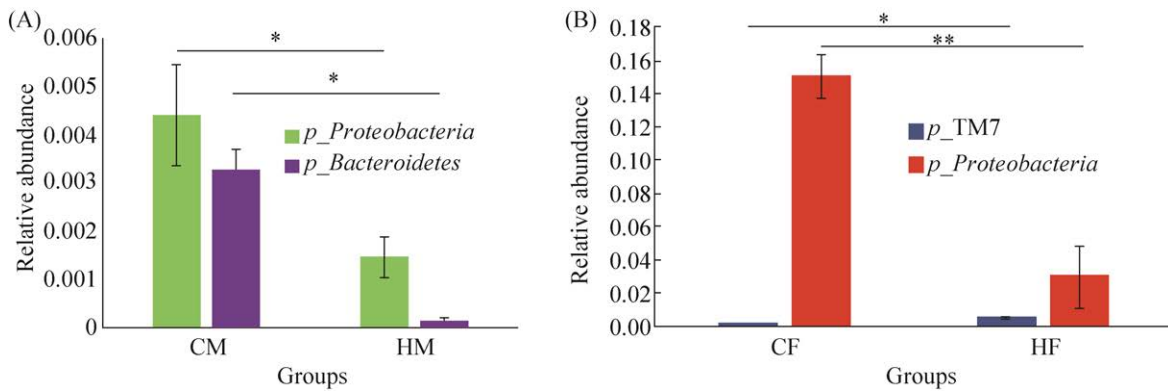 (A)
0.006
0.005
0.004
0.003
0.002
0.001
0
Relative abundance
*
*
p_Proteobacteria
p_Bacteroidetes
CM HM
Groups
(B)
0.18
0.16
0.14
0.12
0.10
0.08
0.06
0.04
0.02
0.00
Relative abundance
*
**
p_TM7
p_Proteobacteria
CF HF
Groups